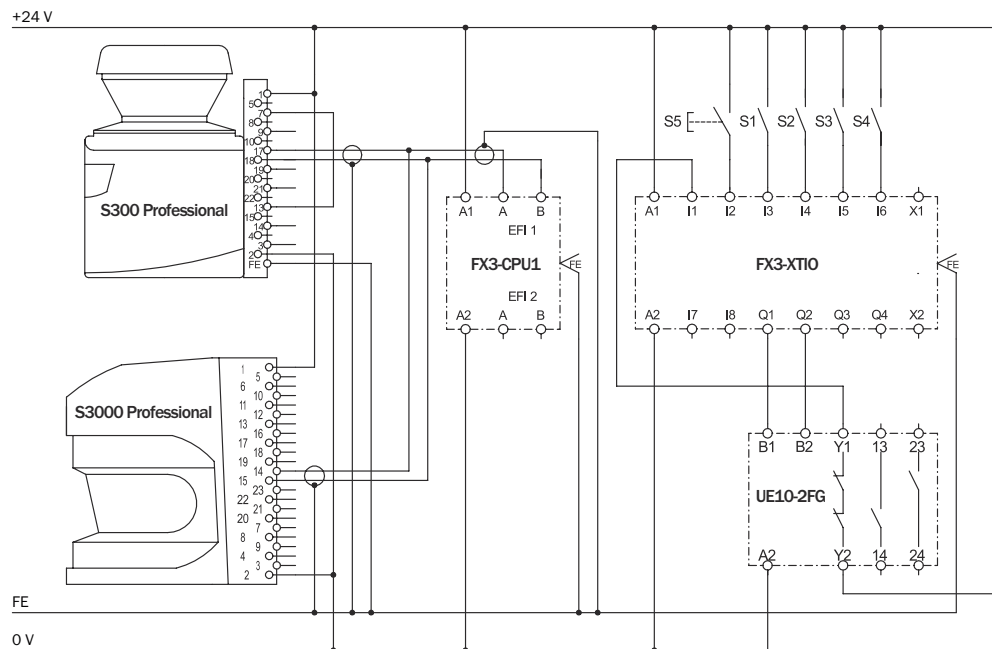 +24 V
1
5
7
8
9
10
17
18
19
20
21
22
13
15
14
4
3
2
FE
S300 Professional
A1 A B
EFI 1
FX3-CPU1
FE
EFI 2
A2 A B
S5 S1 S2 S3 S4
A1 I1 I2 I3 I4 I5 I6 X1
FX3-XTIO
FE
A2 I7 I8 Q1 Q2 Q3 Q4 X2
S3000 Professional
1
5
6
10
11
12
13
16
17
18
19
14
15
23
22
21
20
7
8
9
4
3
2
B1 B2 Y1 13 23
UE10-2FG
A2 Y2 14 24
FE
0 V